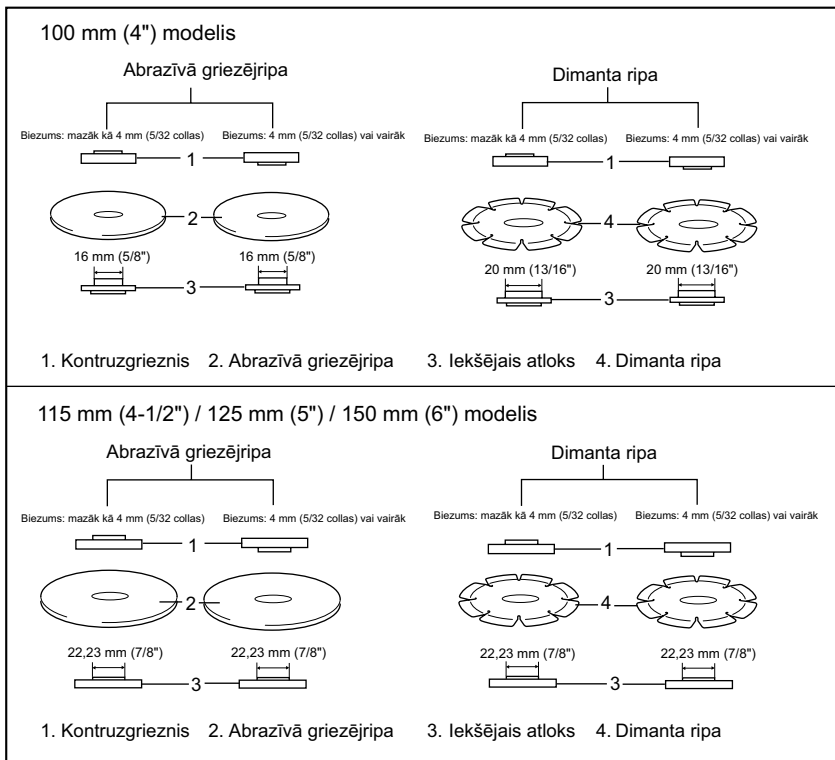 100 mm (4") modelis
Abrazīvā griezējripa
Dimanta ripa
Biezums: mazāk kā 4 mm (5/32 collas) Biezums: 4 mm (5/32 collas) vai vairāk
Biezums: mazāk kā 4 mm (5/32 collas) Biezums: 4 mm (5/32 collas) vai vairāk
1
1
2
4
16 mm (5/8") 16 mm (5/8")
20 mm (13/16") 20 mm (13/16")
3
3
1. Kontruzgrieznis 2. Abrazīvā griezējripa 3. Iekšējais atloks 4. Dimanta ripa
115 mm (4-1/2") / 125 mm (5") / 150 mm (6") modelis
Abrazīvā griezējripa
Dimanta ripa
Biezums: mazāk kā 4 mm (5/32 collas) Biezums: 4 mm (5/32 collas) vai vairāk
Biezums: mazāk kā 4 mm (5/32 collas) Biezums: 4 mm (5/32 collas) vai vairāk
1
1
2
4
22,23 mm (7/8") 22,23 mm (7/8")
22,23 mm (7/8") 22,23 mm (7/8")
3
3
1. Kontruzgrieznis 2. Abrazīvā griezējripa 3. Iekšējais atloks 4. Dimanta ripa